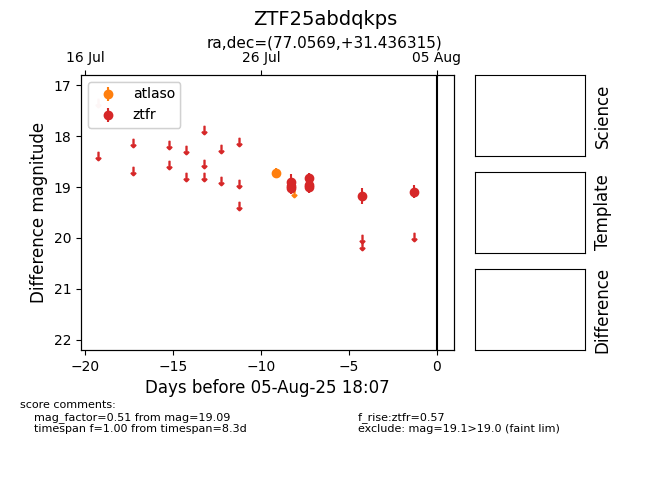 ZTF25abdqkps
ra,dec=(77.0569,+31.436315)
16 Jul
26 Jul
05 Aug
atlaso
ztfr
17
18
19
20
21
22
Difference magnitude
−20
−15
−10
−5
0
Days before 05-Aug-25 18:07
Science
Template
Difference
score comments:
mag_factor=0.51 from mag=19.09
timespan f=1.00 from timespan=8.3d
f_rise:ztfr=0.57
exclude: mag=19.1>19.0 (faint lim)